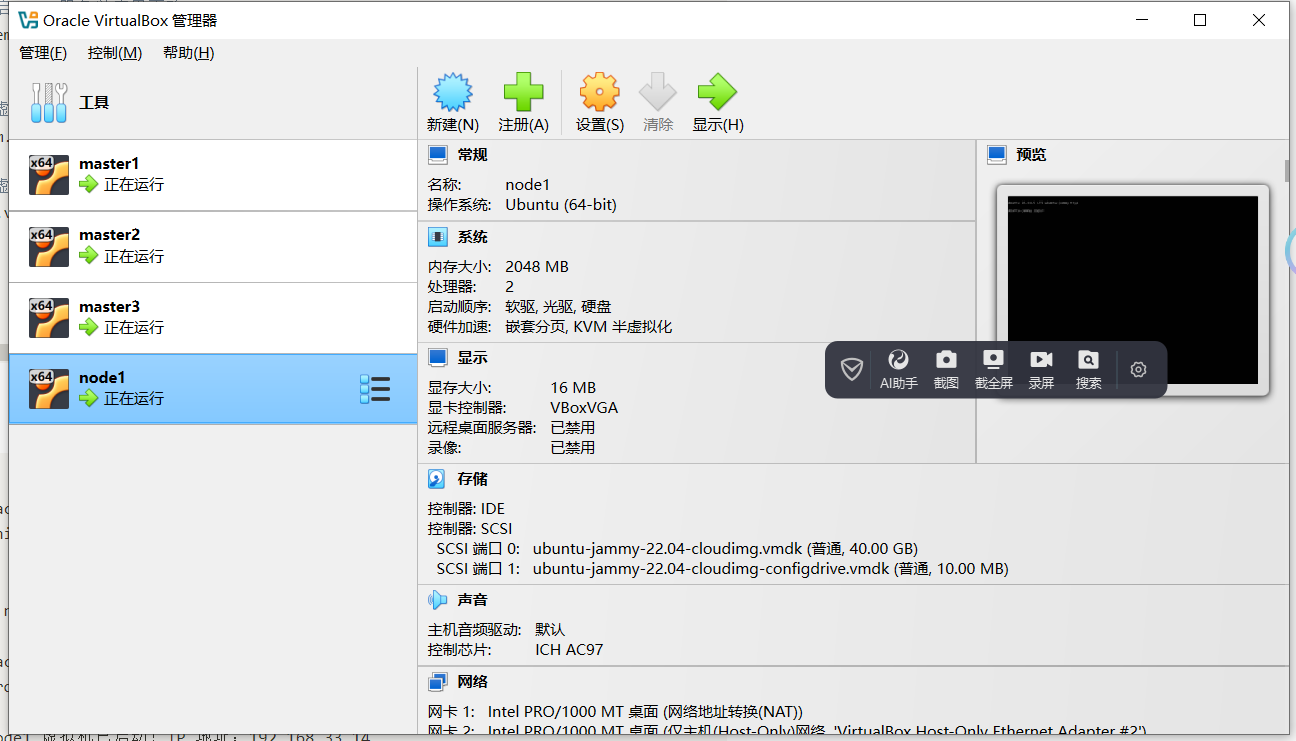 Oracle VirtualBox 管理器
管理(F) 控制(M) 帮助(H)
工具
新建(N) 注册(A) 设置(S) 清除 显示(H)
x64 master1
正在运行
x64 master2
正在运行
x64 master3
正在运行
x64 node1
正在运行
常规
名称: node1
操作系统: Ubuntu (64-bit)
系统
内存大小: 2048 MB
处理器: 2
启动顺序: 软驱, 光驱, 硬盘
硬件加速: 嵌套分页, KVM 半虚拟化
显示
显存大小: 16 MB
显卡控制器: VBoxVGA
远程桌面服务器: 已禁用
录像: 已禁用
预览
AI助手 截图 截全屏 录屏 搜索
存储
控制器: IDE
控制器: SCSI
SCSI 端口 0: ubuntu-jammy-22.04-cloudimg.vmdk (普通, 40.00 GB)
SCSI 端口 1: ubuntu-jammy-22.04-cloudimg-configdrive.vmdk (普通, 10.00 MB)
声音
主机音频驱动: 默认
控制芯片: ICH AC97
网络
网卡 1: Intel PRO/1000 MT 桌面 (网络地址转换(NAT))
网卡 2: Intel PRO/1000 MT 桌面 (仅主机(Host-Only)网络, 'VirtualBox Host-Only Ethernet Adapter #2')